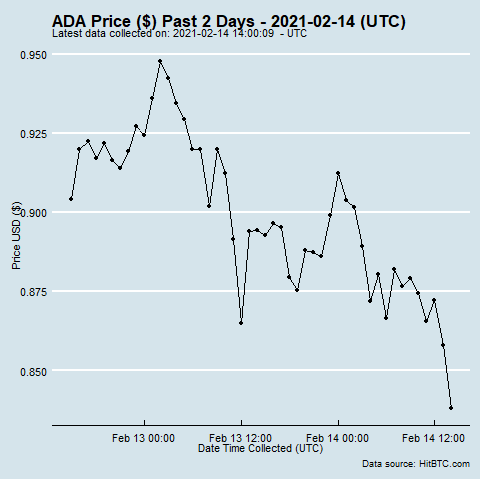 ADA Price ($) Past 2 Days - 2021-02-14 (UTC)
Latest data collected on: 2021-02-14 14:00:09  - UTC
0.950
0.925
0.900
0.875
0.850
Price USD ($)
Feb 13 00:00
Feb 13 12:00
Feb 14 00:00
Feb 14 12:00
Date Time Collected (UTC)
Data source: HitBTC.com